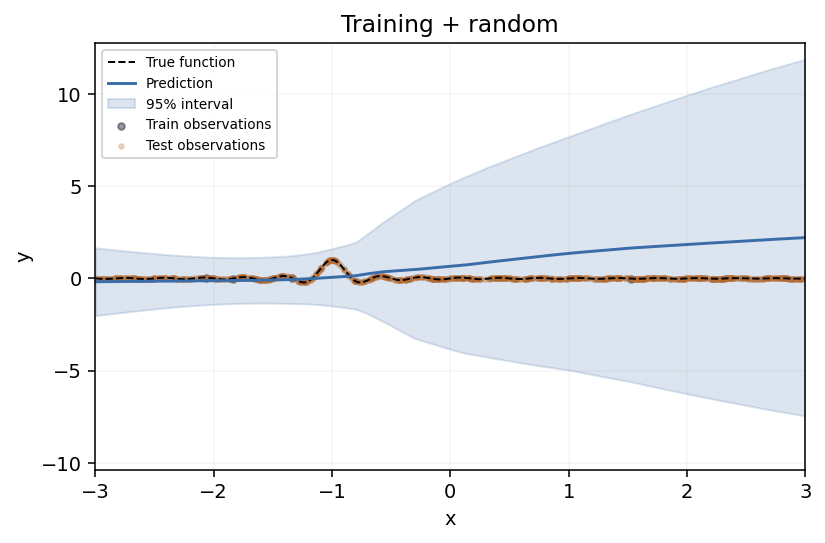 Training + random
True function
Prediction
95% interval
Train observations
Test observations
10
5
0
−5
−10
y
−3
−2
−1
0
1
2
3
x